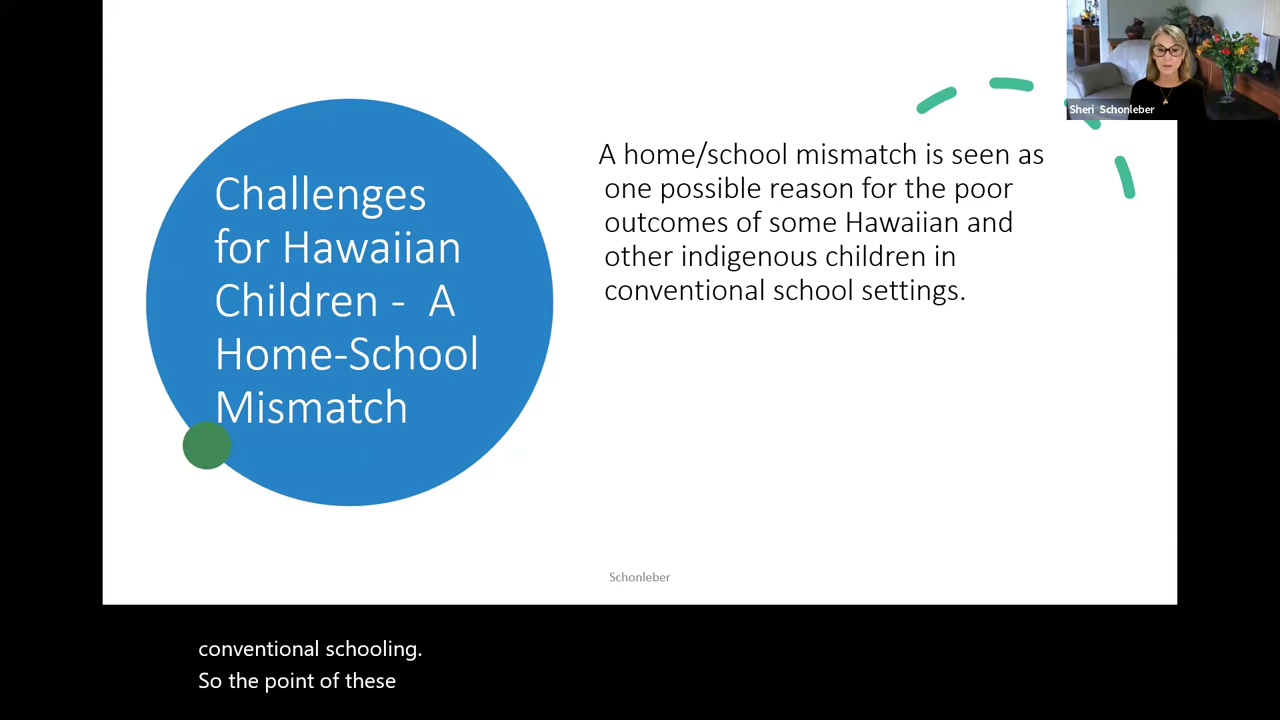 Challenges
for Hawaiian
Children - A
Home-School
Mismatch
A home/school mismatch is seen as
one possible reason for the poor
outcomes of some Hawaiian and
other indigenous children in
conventional school settings.
Sheri Schonleber
Schonleber
conventional schooling.
So the point of these